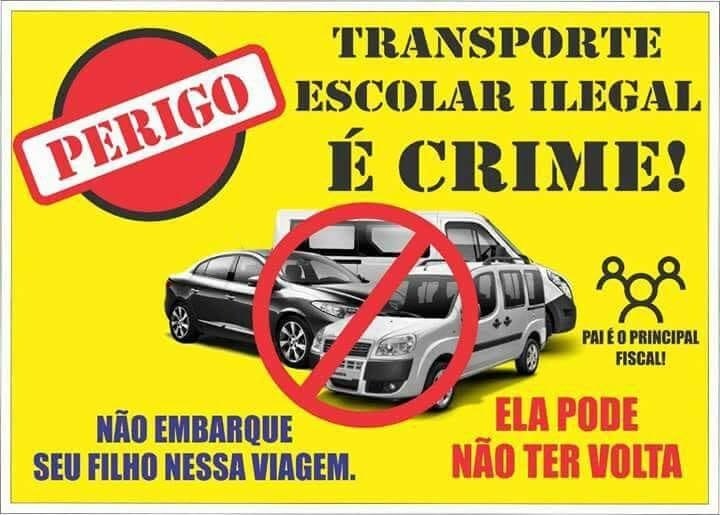 PERIGO
TRANSPORTE
ESCOLAR ILEGAL
É CRIME!
PAI É O PRINCIPAL
FISCAL!
NÃO EMBARQUE
SEU FILHO NESSA VIAGEM.
ELA PODE
NÃO TER VOLTA